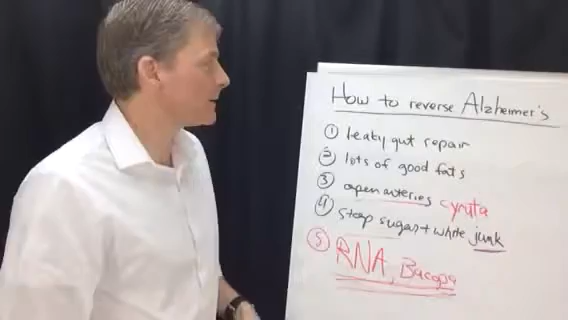 How to reverse Alzheimer's
① leaky gut repair
② lots of good fats
③ open arteries cyruta
④ stop sugar + white junk
⑤ RNA, Bacopa